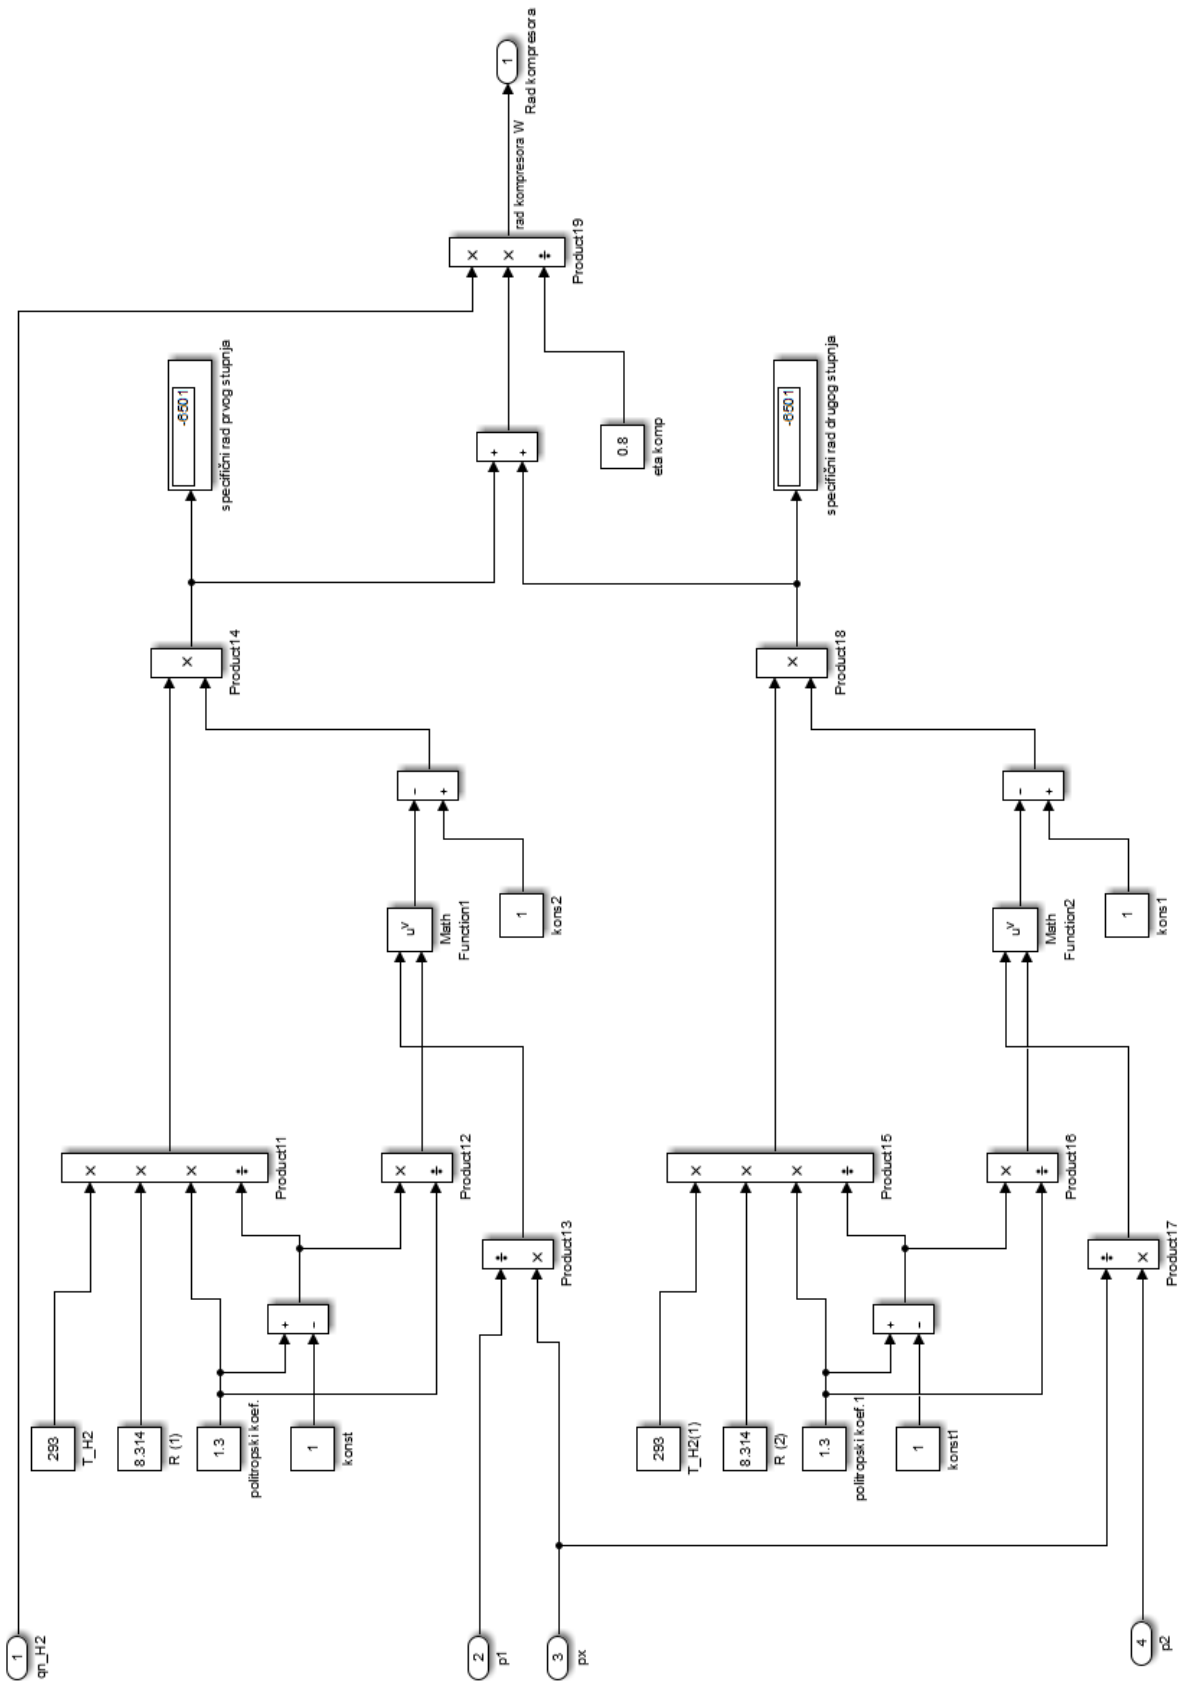 1
qn_H2
293
T_H2
8.314
R (1)
1.3
politropski koef.
1
konst
×
×
×
÷
Product11
+
−
×
÷
Product12
2
p1
3
px
÷
×
Product13
u^v
Math
Function1
1
kons2
−
+
×
Product14
-6501
specifični rad prvog stupnja
+
+
0.8
eta komp
×
×
÷
Product19
rad kompresora W
1
Rad kompresora
293
T_H2(1)
8.314
R (2)
1.3
politropski koef.1
1
konst1
×
×
×
÷
Product15
+
−
×
÷
Product16
4
p2
÷
×
Product17
u^v
Math
Function2
1
kons1
−
+
×
Product18
-6501
specifični rad drugog stupnja